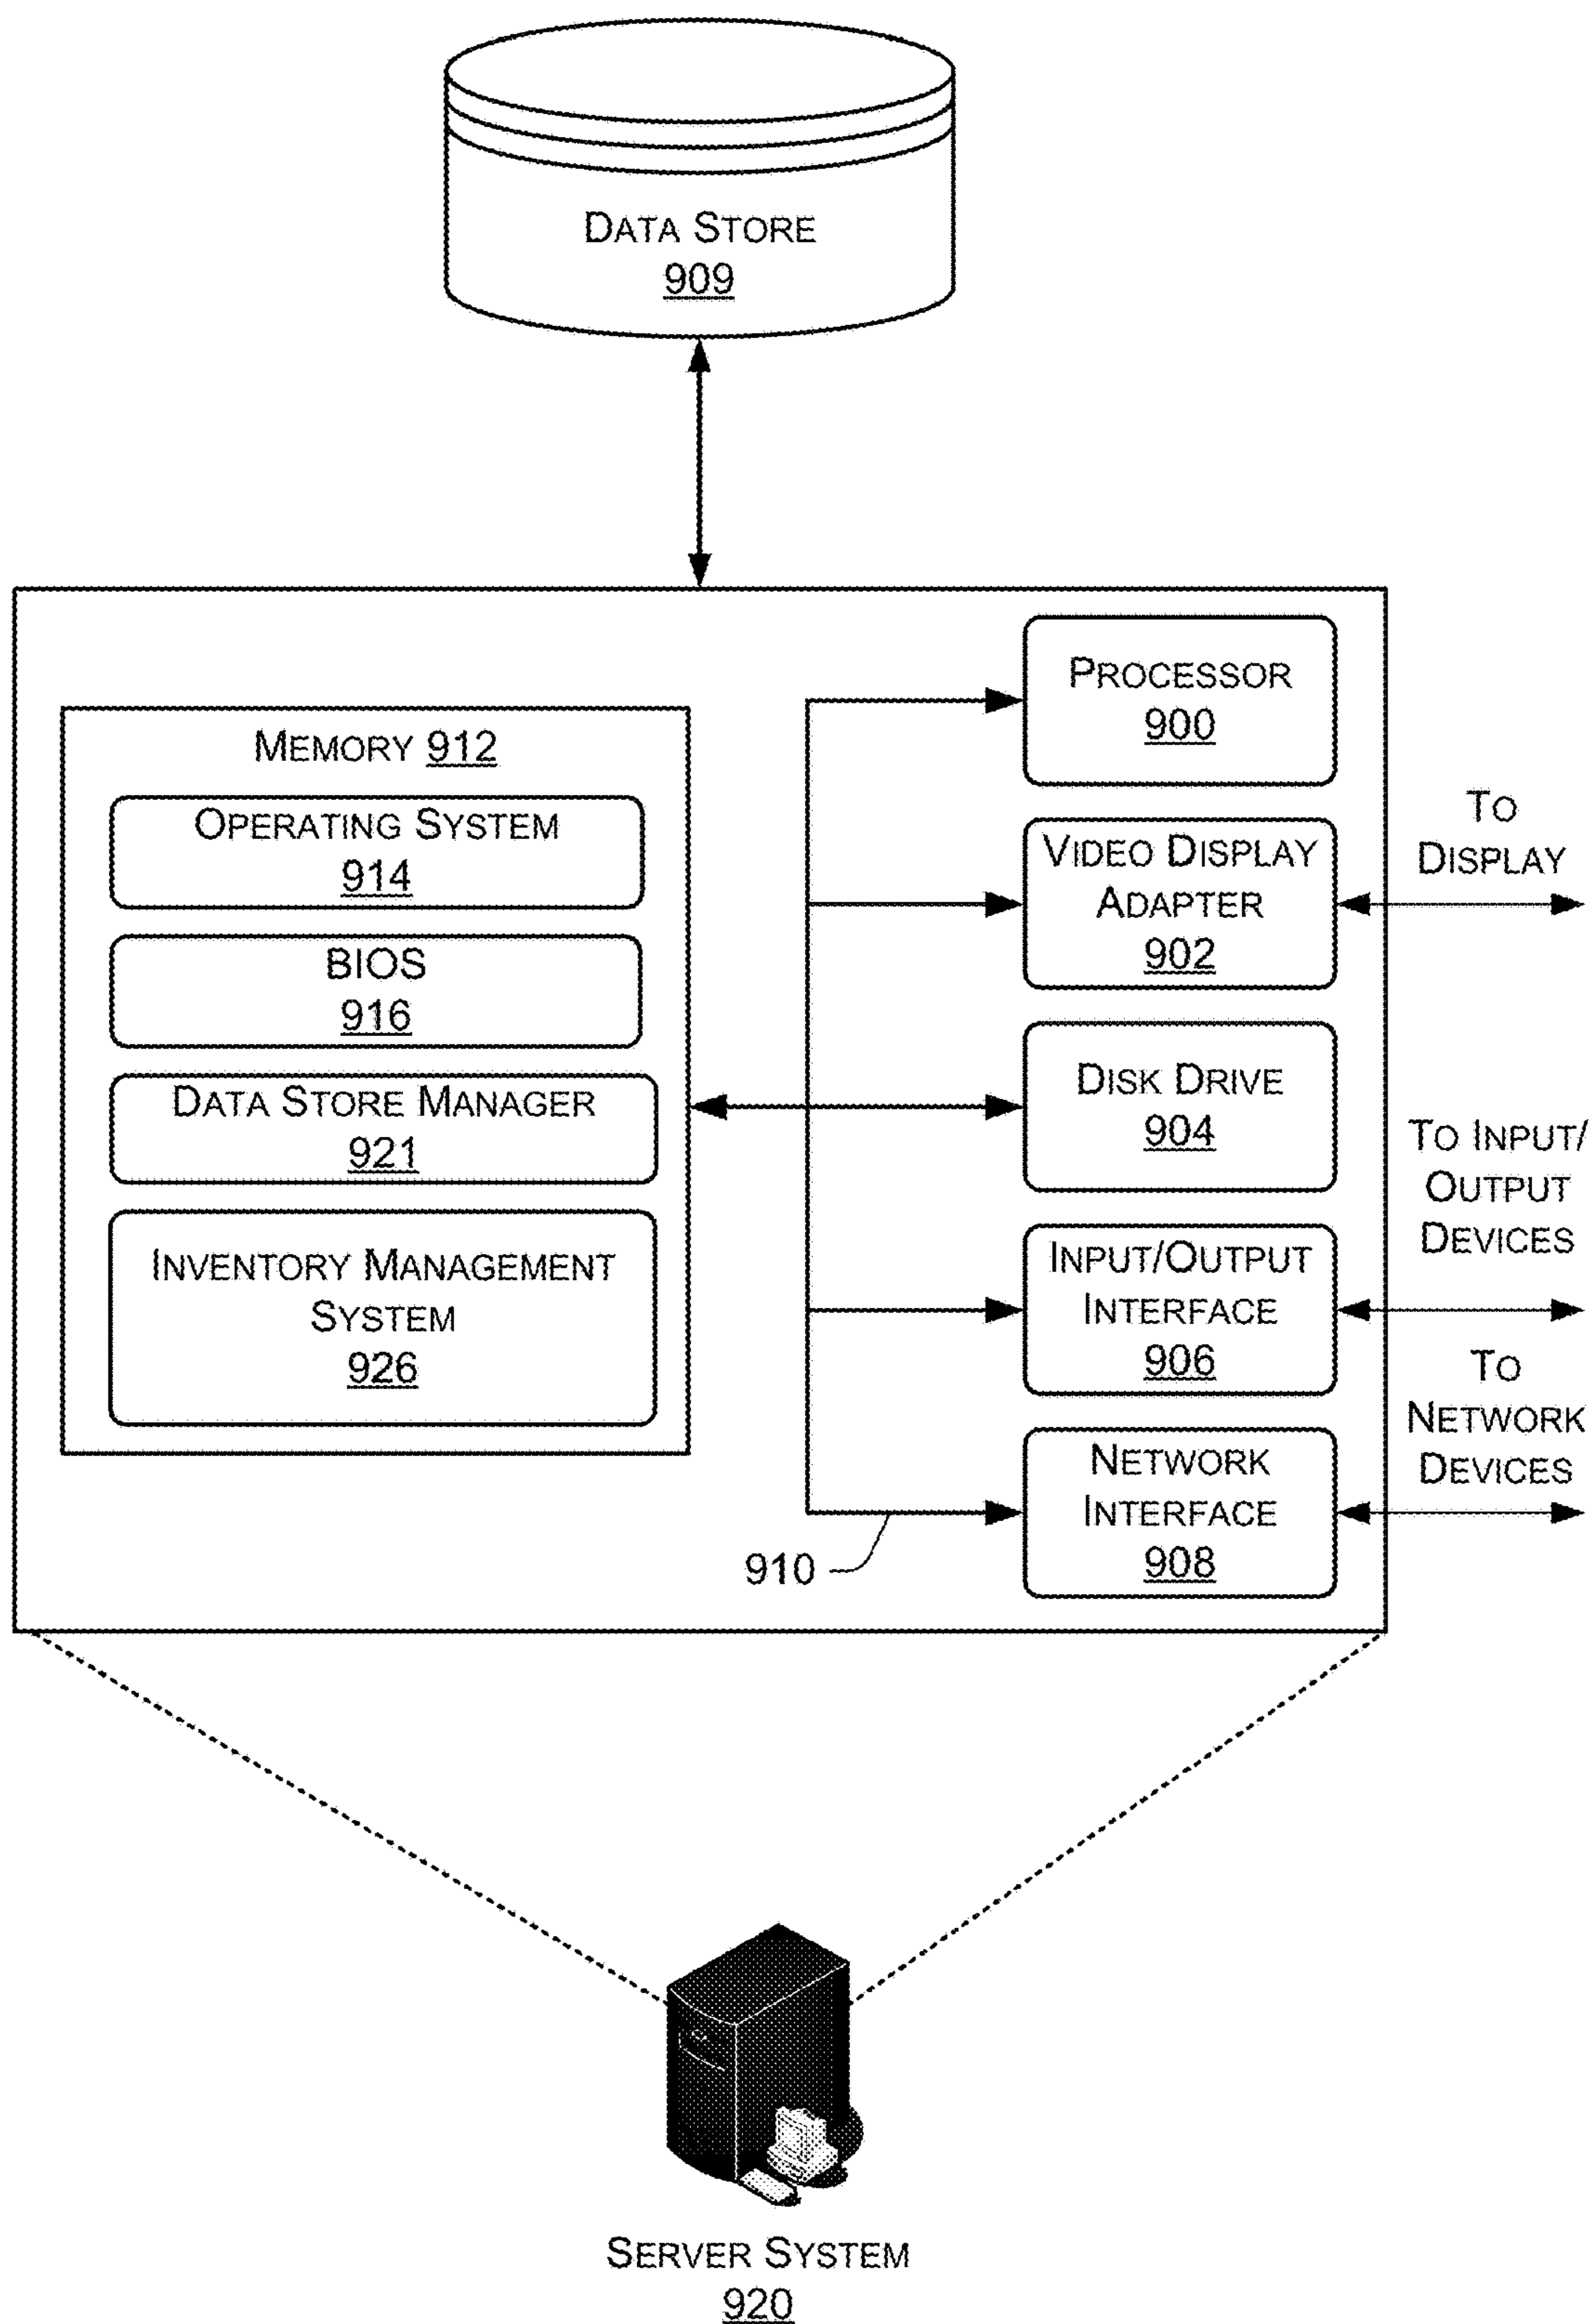 DATA STORE
909
PROCESSOR
900
MEMORY 912
OPERATING SYSTEM
914
BIOS
916
DATA STORE MANAGER
921
INVENTORY MANAGEMENT
SYSTEM
926
VIDEO DISPLAY
ADAPTER
902
TO
DISPLAY
DISK DRIVE
904
TO INPUT/
OUTPUT
DEVICES
INPUT/OUTPUT
INTERFACE
906
TO
NETWORK
DEVICES
NETWORK
INTERFACE
908
910
SERVER SYSTEM
920